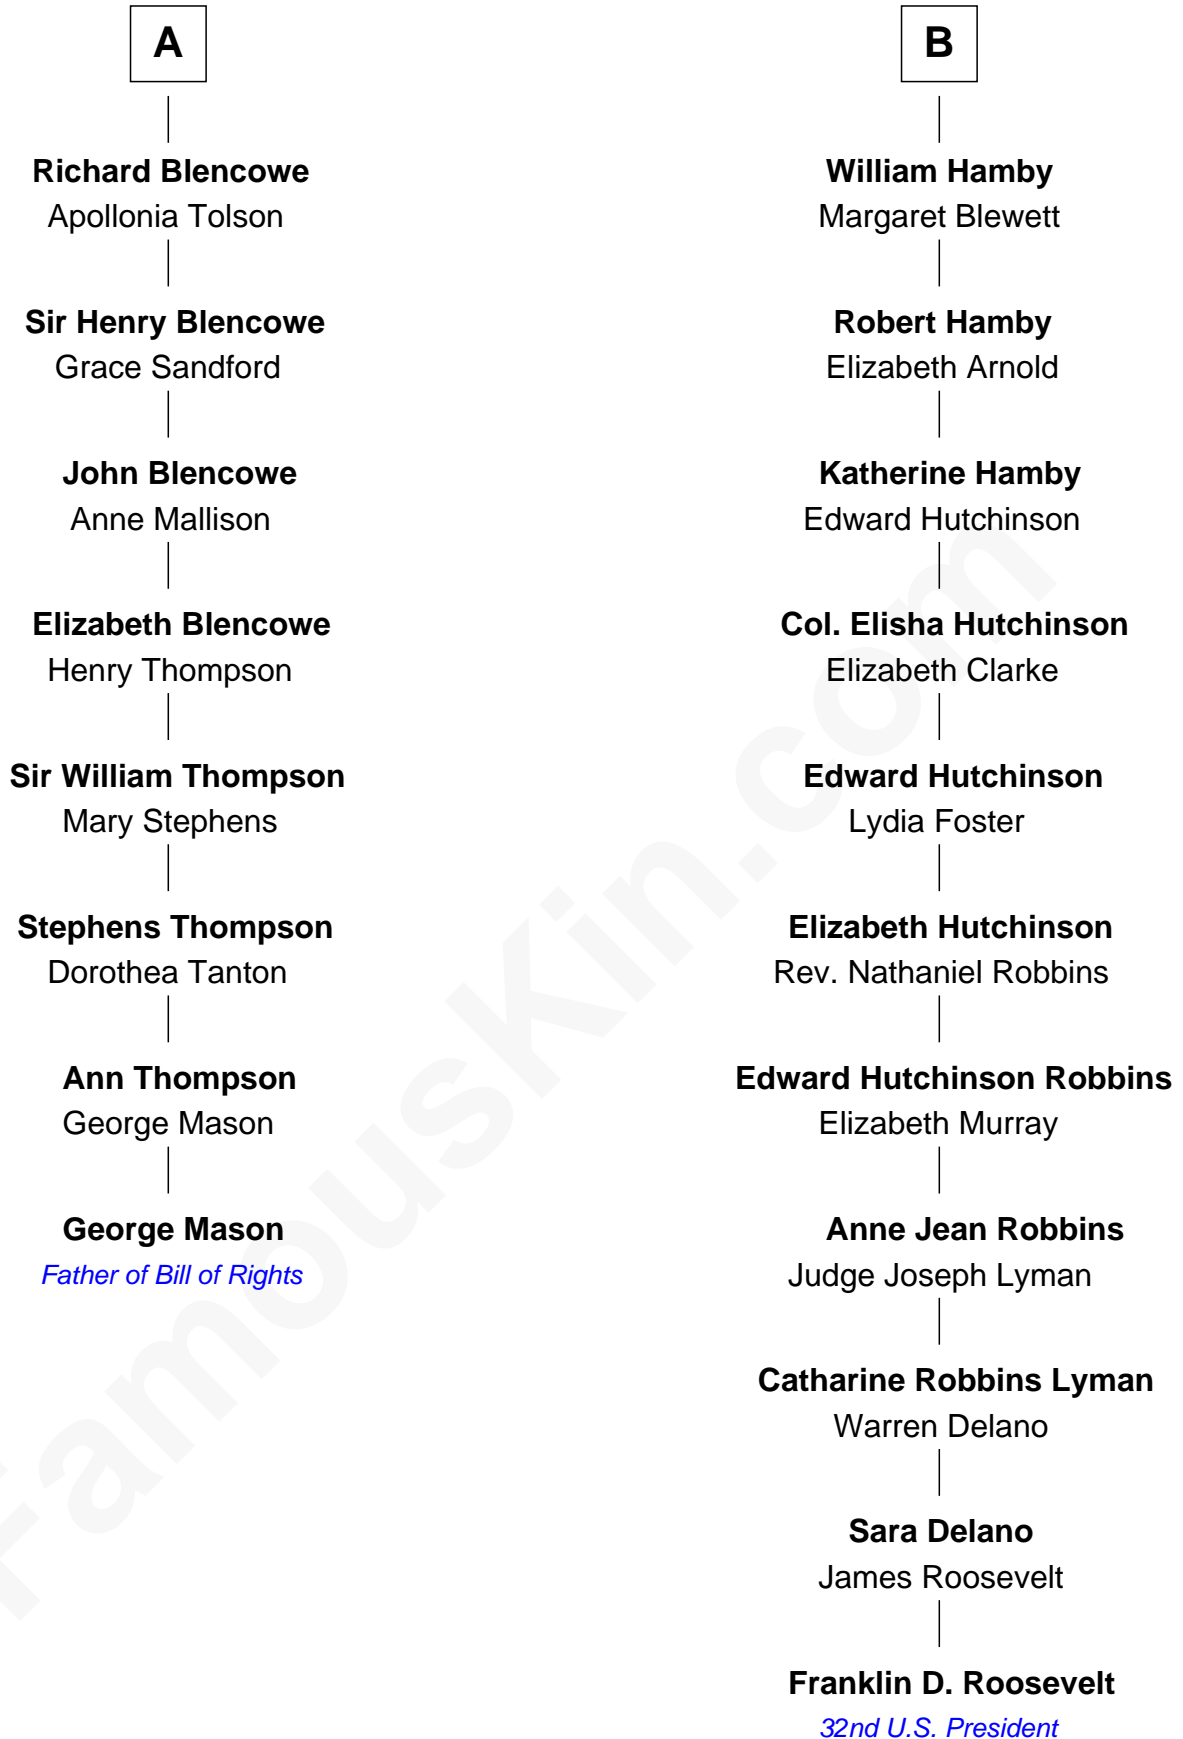 A
Richard Blencowe
Apollonia Tolson
Sir Henry Blencowe
Grace Sandford
John Blencowe
Anne Mallison
Elizabeth Blencowe
Henry Thompson
Sir William Thompson
Mary Stephens
Stephens Thompson
Dorothea Tanton
Ann Thompson
George Mason
George Mason
Father of Bill of Rights
B
William Hamby
Margaret Blewett
Robert Hamby
Elizabeth Arnold
Katherine Hamby
Edward Hutchinson
Col. Elisha Hutchinson
Elizabeth Clarke
Edward Hutchinson
Lydia Foster
Elizabeth Hutchinson
Rev. Nathaniel Robbins
Edward Hutchinson Robbins
Elizabeth Murray
Anne Jean Robbins
Judge Joseph Lyman
Catharine Robbins Lyman
Warren Delano
Sara Delano
James Roosevelt
Franklin D. Roosevelt
32nd U.S. President
FamousKin.com